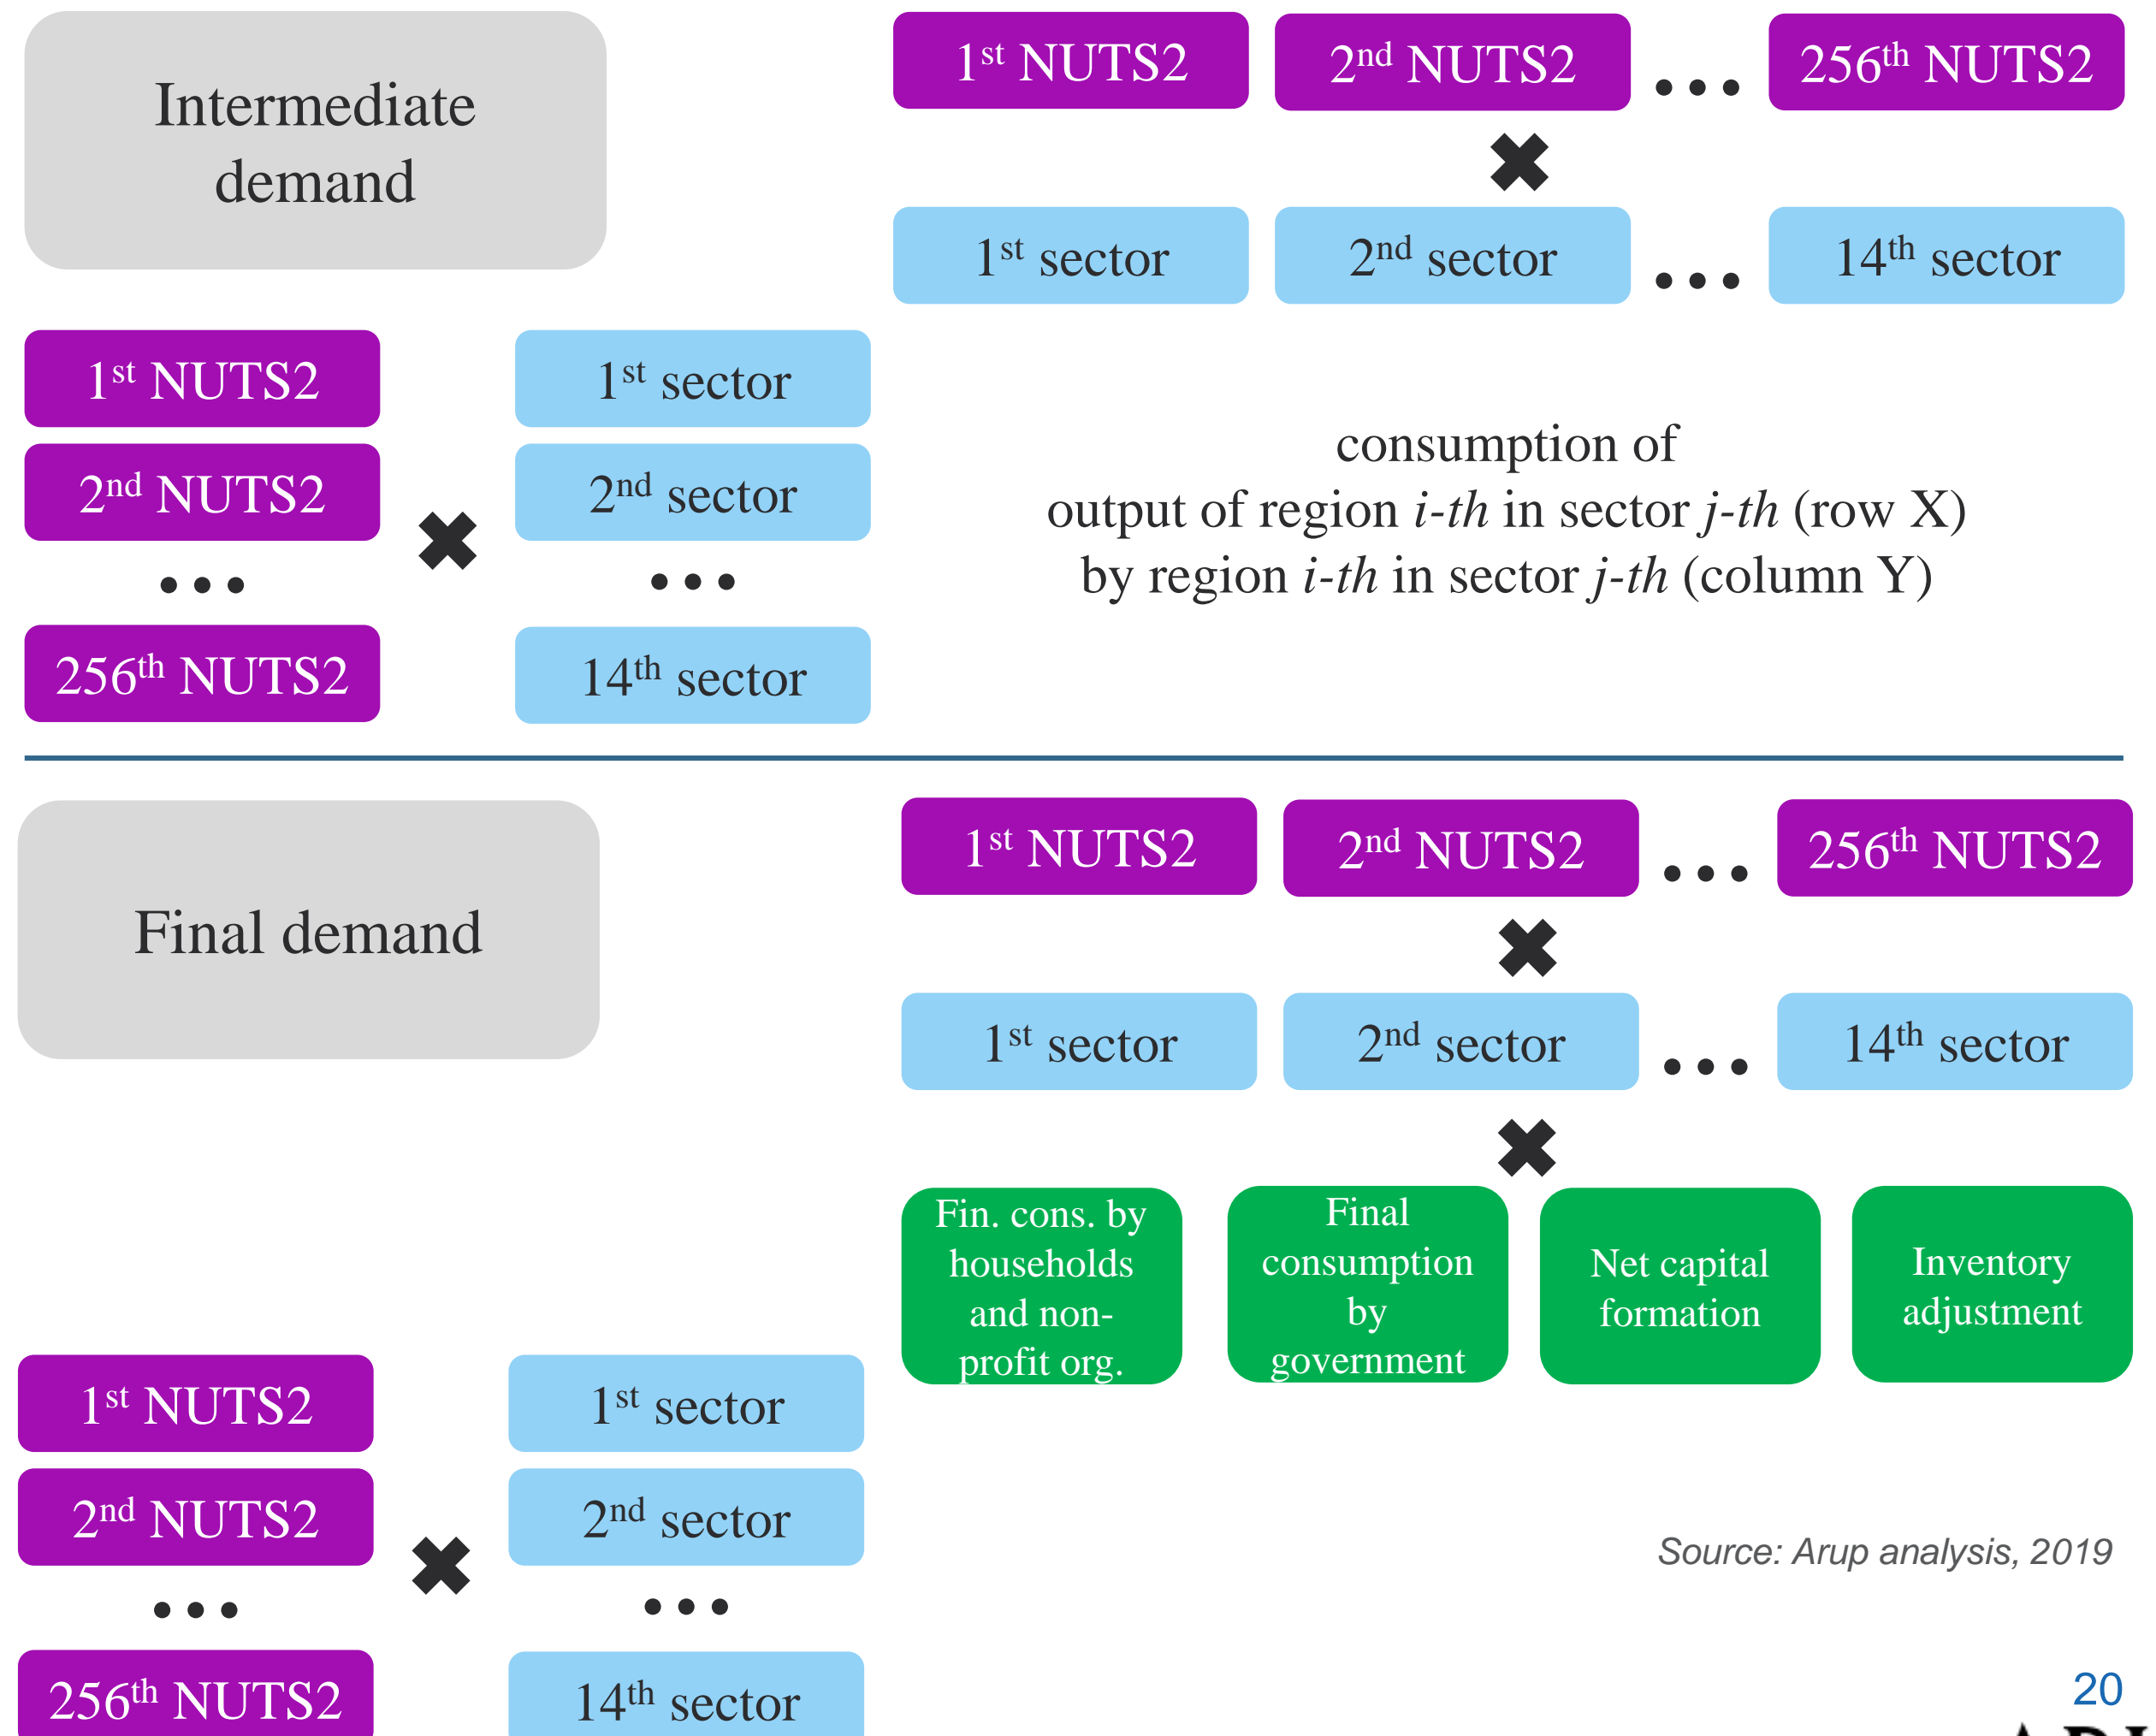 Intermediate
demand
1st NUTS2
2nd NUTS2
...
256th NUTS2
1st sector
2nd sector
...
14th sector
1st NUTS2
2nd NUTS2
...
256th NUTS2
1st sector
2nd sector
...
14th sector
consumption of
output of region i-th in sector j-th (row X)
by region i-th in sector j-th (column Y)
Final demand
1st NUTS2
2nd NUTS2
...
256th NUTS2
1st sector
2nd sector
...
14th sector
Fin. cons. by
households
and non-
profit org.
Final
consumption
by
government
Net capital
formation
Inventory
adjustment
1st NUTS2
2nd NUTS2
...
256th NUTS2
1st sector
2nd sector
...
14th sector
Source: Arup analysis, 2019
20